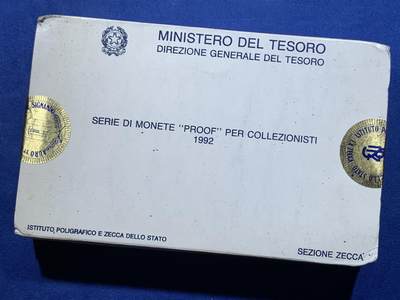 MINISTERO DEL TESORO
DIREZIONE GENERALE DEL TESORO
SERIE DI MONETE "PROOF" PER COLLEZIONISTI
1992
ISTITUTO POLIGRAFICO E ZECCA DELLO STATO
SEZIONE ZECCA